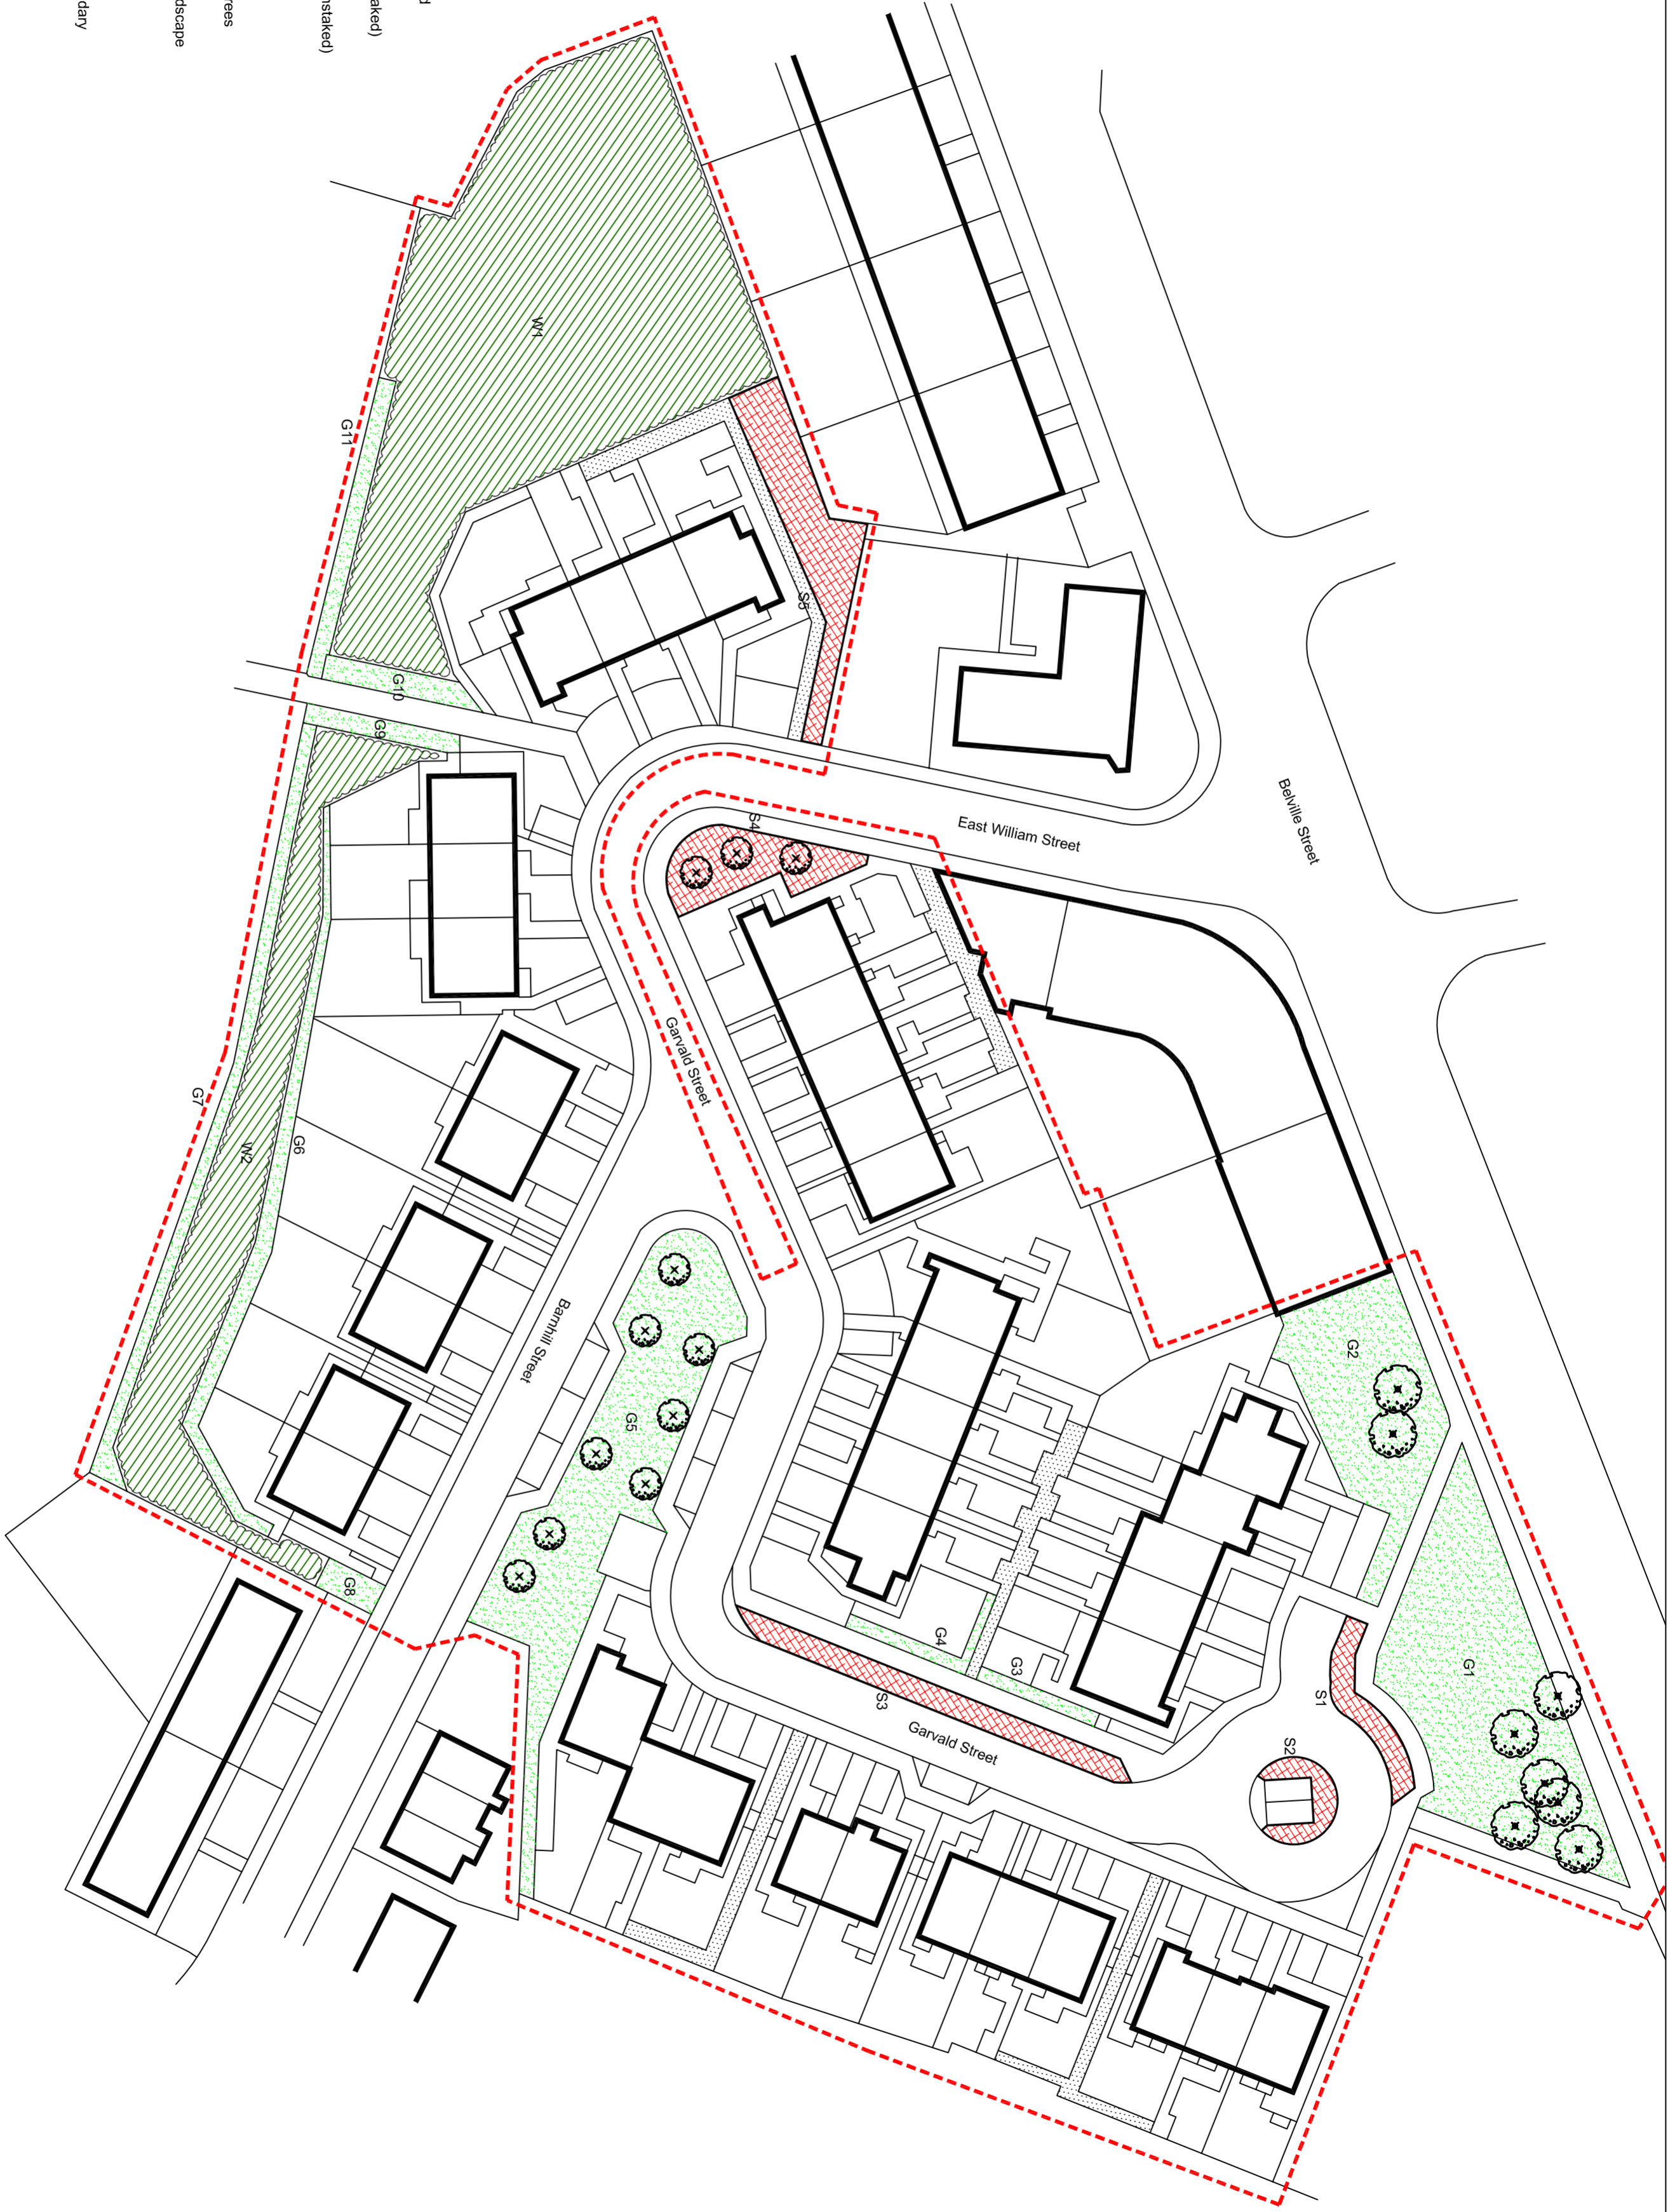 d
aked)
nstaked)
rees
dscape
dary
W1
G11
S5
G10
G9
S4
East William Street
Belville Street
Garvald Street
G7
W2
G6
Barnhill Street
G5
G2
G8
G4
G3
S3
Garvald Street
S1
G1
S2